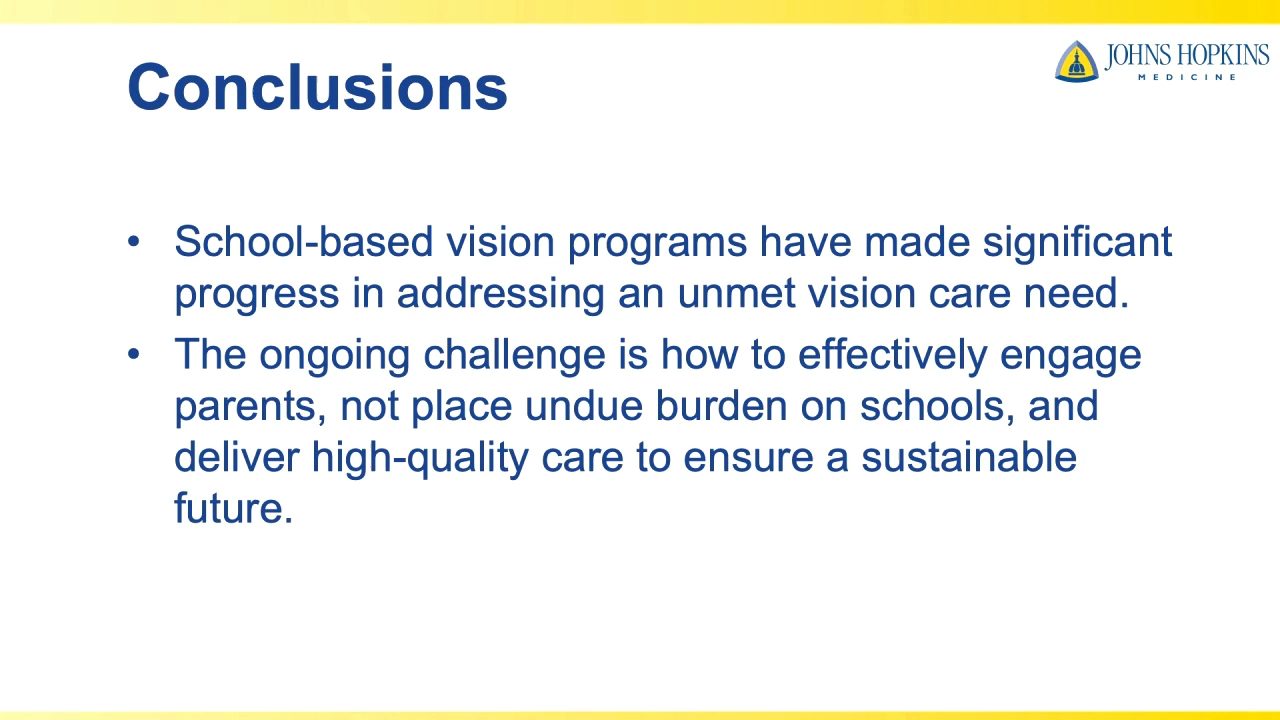 Conclusions
JOHNS HOPKINS
MEDICINE
• School-based vision programs have made significant
progress in addressing an unmet vision care need.
• The ongoing challenge is how to effectively engage
parents, not place undue burden on schools, and
deliver high-quality care to ensure a sustainable
future.